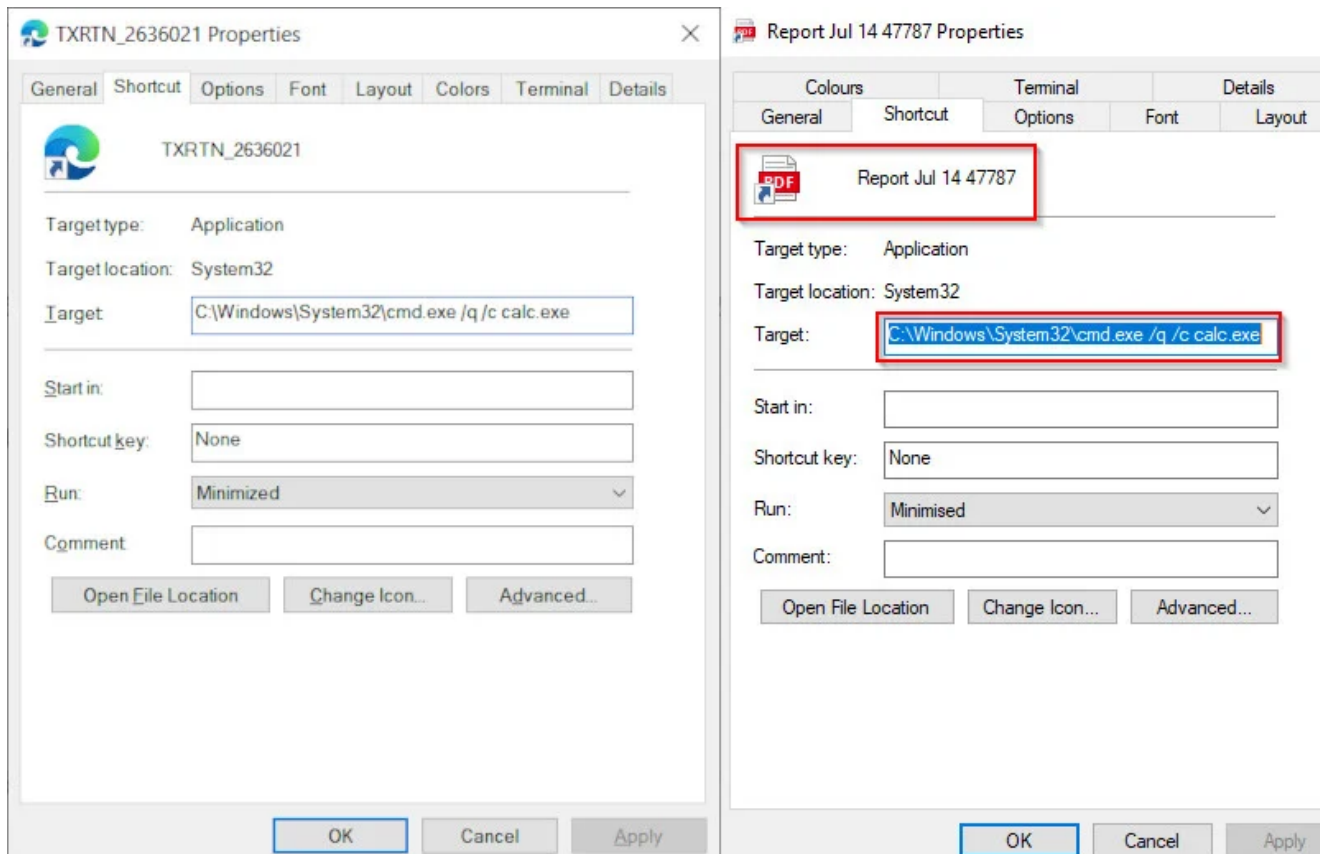 TXRTN_2636021 Properties
General Shortcut Options Font Layout Colors Terminal Details
TXRTN_2636021
Target type: Application
Target location: System32
Target C:\Windows\System32\cmd.exe /q /c calc.exe
Start in:
Shortcut key: None
Run: Minimized
Comment
Open File Location Change Icon... Advanced...
OK Cancel Apply
Report Jul 14 47787 Properties
Colours Terminal Details
General Shortcut Options Font Layout
PDF
Report Jul 14 47787
Target type: Application
Target location: System32
Target: C:\Windows\System32\cmd.exe /q /c calc.exe
Start in:
Shortcut key: None
Run: Minimised
Comment:
Open File Location Change Icon... Advanced...
OK Cancel Apply